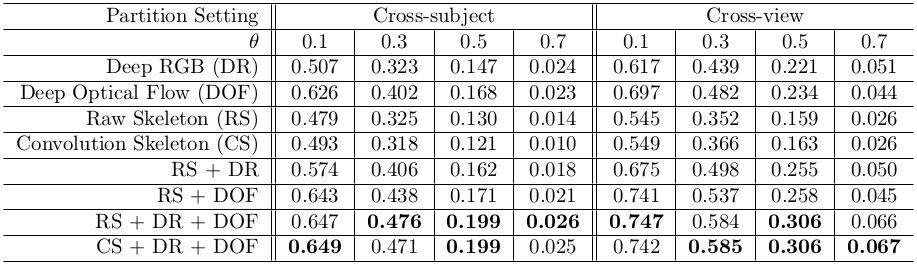 Partition Setting Cross-subject Cross-view
θ 0.1 0.3 0.5 0.7 0.1 0.3 0.5 0.7
Deep RGB (DR) 0.507 0.323 0.147 0.024 0.617 0.439 0.221 0.051
Deep Optical Flow (DOF) 0.626 0.402 0.168 0.023 0.697 0.482 0.234 0.044
Raw Skeleton (RS) 0.479 0.325 0.130 0.014 0.545 0.352 0.159 0.026
Convolution Skeleton (CS) 0.493 0.318 0.121 0.010 0.549 0.366 0.163 0.026
RS + DR 0.574 0.406 0.162 0.018 0.675 0.498 0.255 0.050
RS + DOF 0.643 0.438 0.171 0.021 0.741 0.537 0.258 0.045
RS + DR + DOF 0.647 0.476 0.199 0.026 0.747 0.584 0.306 0.066
CS + DR + DOF 0.649 0.471 0.199 0.025 0.742 0.585 0.306 0.067